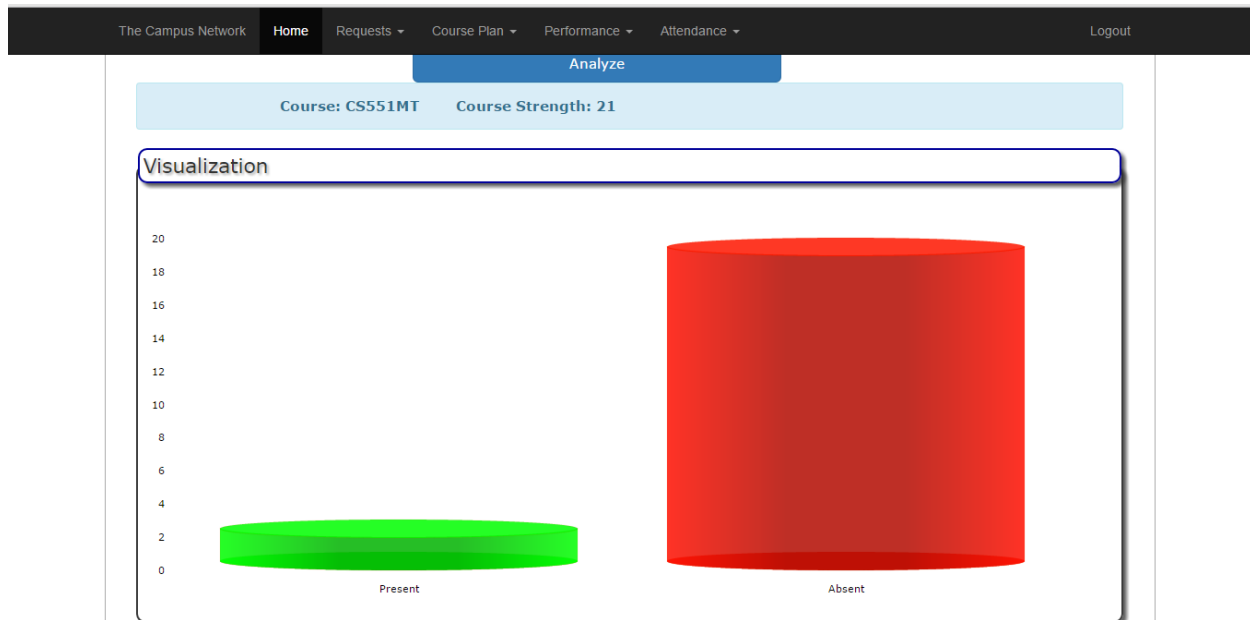 The Campus Network Home Requests Course Plan Performance Attendance Logout
Analyze
Course: CS551MT Course Strength: 21
Visualization
20
18
16
14
12
10
8
6
4
2
0
Present Absent